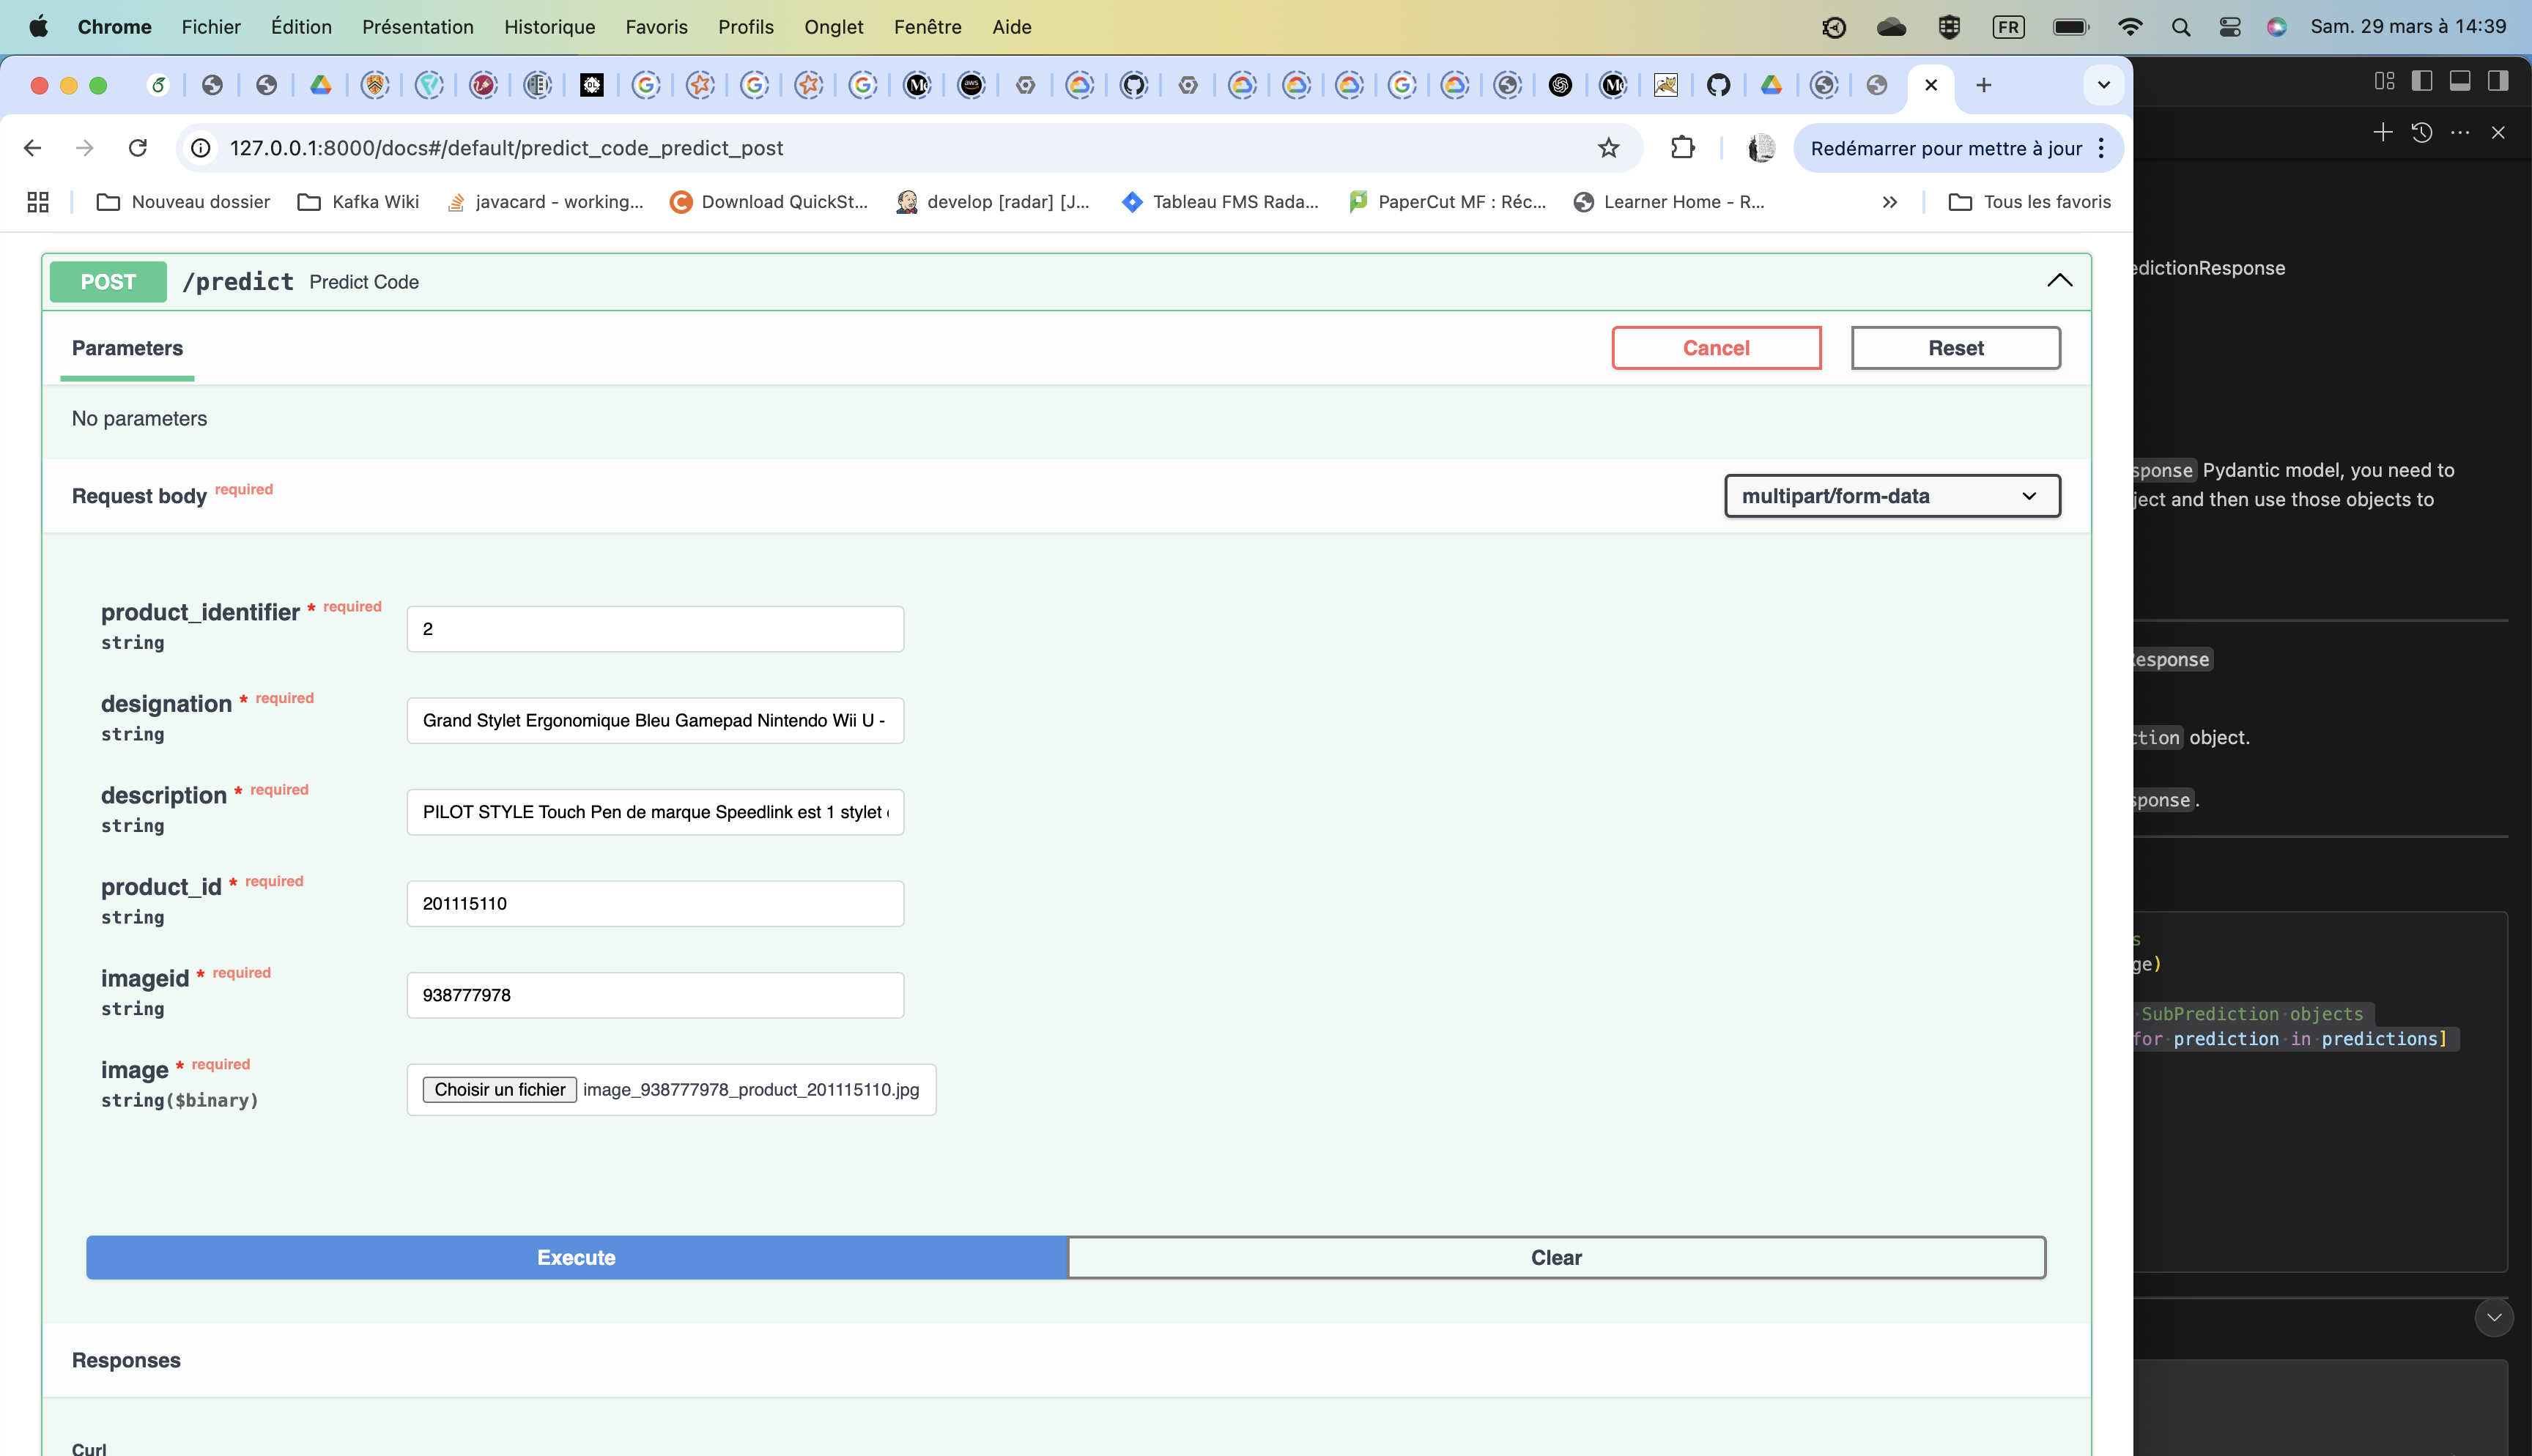 Chrome Fichier Édition Présentation Historique Favoris Profils Onglet Fenêtre Aide FR Sam. 29 mars à 14:39
127.0.0.1:8000/docs#/default/predict_code_predict_post Redémarrer pour mettre à jour
Nouveau dossier Kafka Wiki javacard - working... Download QuickSt... develop [radar] [J... Tableau FMS Rada... PaperCut MF : Réc... Learner Home - R... » Tous les favoris
POST /predict Predict Code
Parameters Cancel Reset
No parameters
Request body required multipart/form-data
product_identifier * required
string
2
designation * required
string
Grand Stylet Ergonomique Bleu Gamepad Nintendo Wii U -
description * required
string
PILOT STYLE Touch Pen de marque Speedlink est 1 stylet
product_id * required
string
201115110
imageid * required
string
938777978
image * required
string($binary)
Choisir un fichier image_938777978_product_201115110.jpg
Execute Clear
Responses
Curl
edictionResponse
sponse Pydantic model, you need to
ject and then use those objects to
Response
ction object.
sponse.
s
ge)
SubPrediction objects
for prediction in predictions]